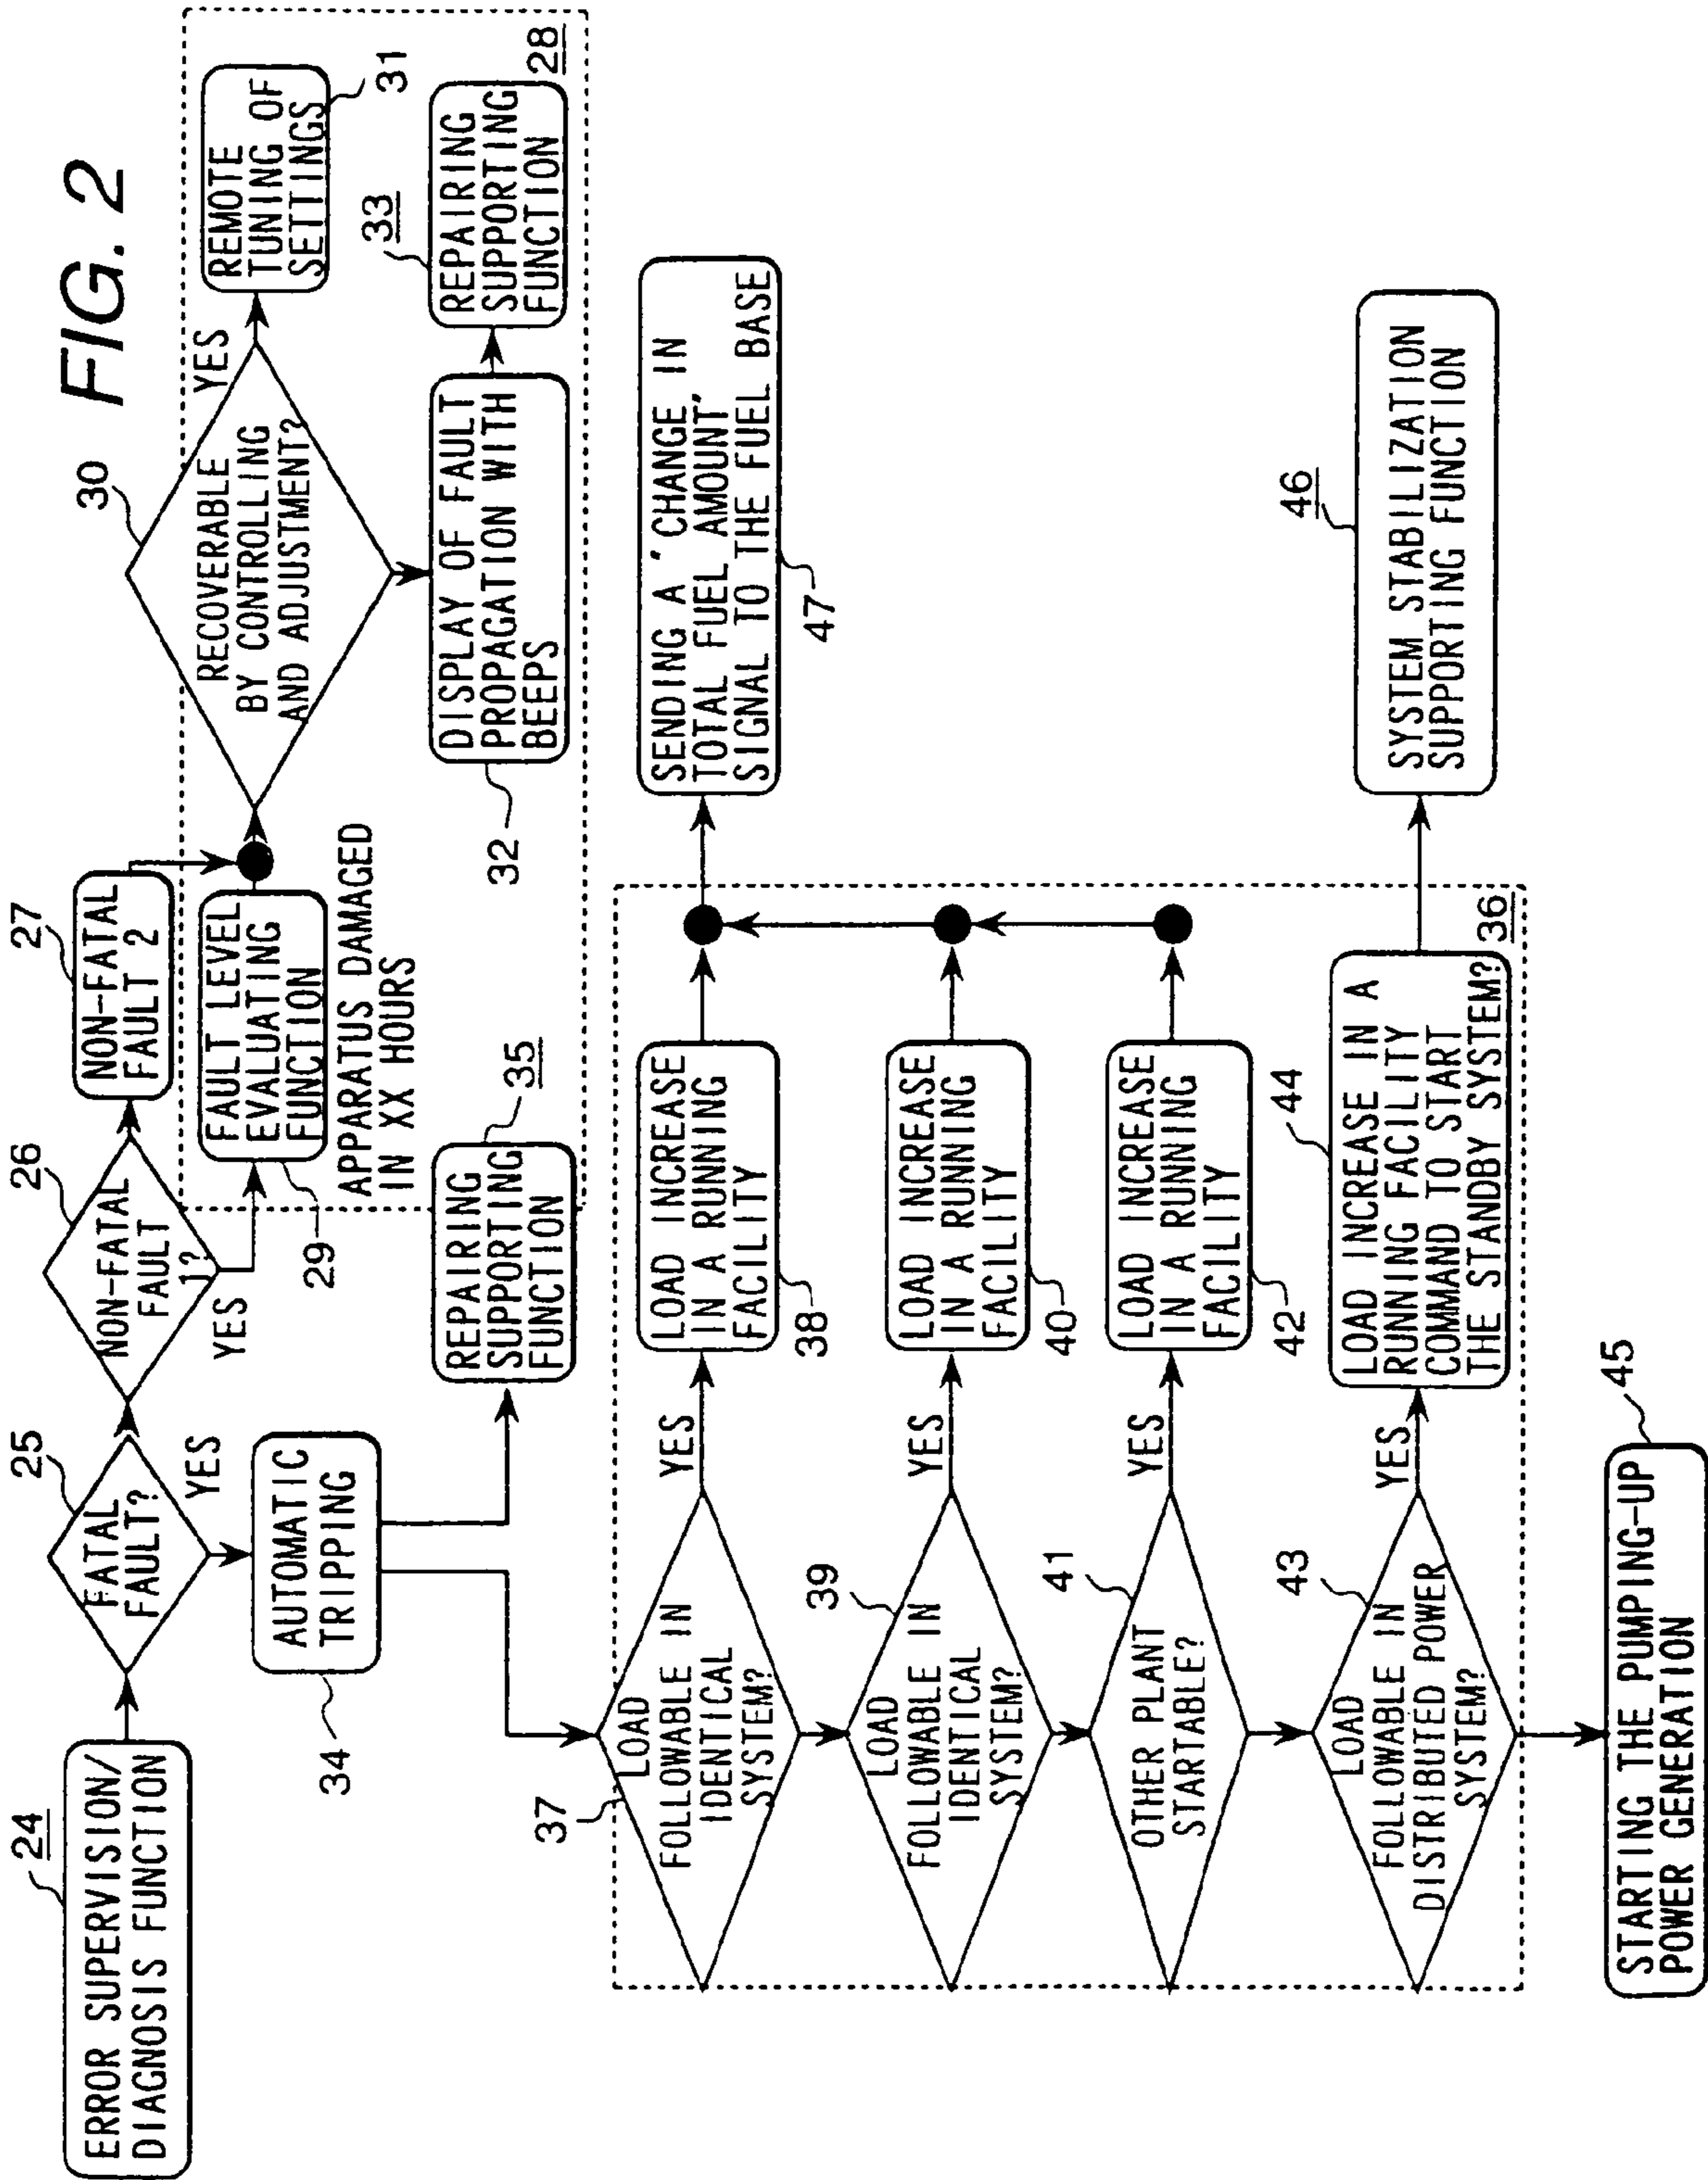 FIG. 2
24
ERROR SUPERVISION/
DIAGNOSIS FUNCTION
25
FATAL
FAULT?
YES
26
NON-FATAL
FAULT
1?
YES
27
NON-FATAL
FAULT 2
29
FAULT LEVEL
EVALUATING
FUNCTION
APPARATUS DAMAGED
IN XX HOURS
30
RECOVERABLE
BY CONTROLLING
AND ADJUSTMENT?
YES
REMOTE
TUNING OF
SETTINGS
31
32
DISPLAY OF FAULT
PROPAGATION WITH
BEEPS
33
REPAIRING
SUPPORTING
FUNCTION
28
34
AUTOMATIC
TRIPPING
35
REPAIRING
SUPPORTING
FUNCTION
37
LOAD
FOLLOWABLE IN
IDENTICAL
SYSTEM?
YES
38
LOAD INCREASE
IN A RUNNING
FACILITY
47
SENDING A 'CHANGE IN
TOTAL FUEL AMOUNT'
SIGNAL TO THE FUEL BASE
39
LOAD
FOLLOWABLE IN
IDENTICAL
SYSTEM?
YES
40
LOAD INCREASE
IN A RUNNING
FACILITY
41
OTHER PLANT
STARTABLE?
YES
42
LOAD INCREASE
IN A RUNNING
FACILITY
43
LOAD
FOLLOWABLE IN
DISTRIBUTED POWER
SYSTEM?
YES
44
LOAD INCREASE IN A
RUNNING FACILITY
COMMAND TO START
THE STANDBY SYSTEM?
36
46
SYSTEM STABILIZATION
SUPPORTING FUNCTION
45
STARTING THE PUMPING-UP
POWER GENERATION